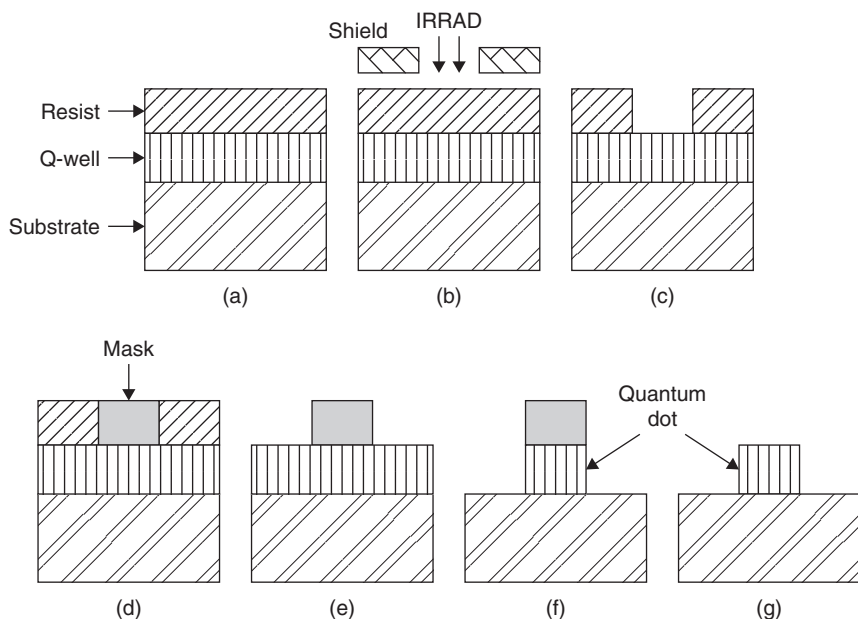 Shield
IRRAD
Resist
Q-well
Substrate
(a)
(b)
(c)
Mask
Quantum
dot
(d)
(e)
(f)
(g)